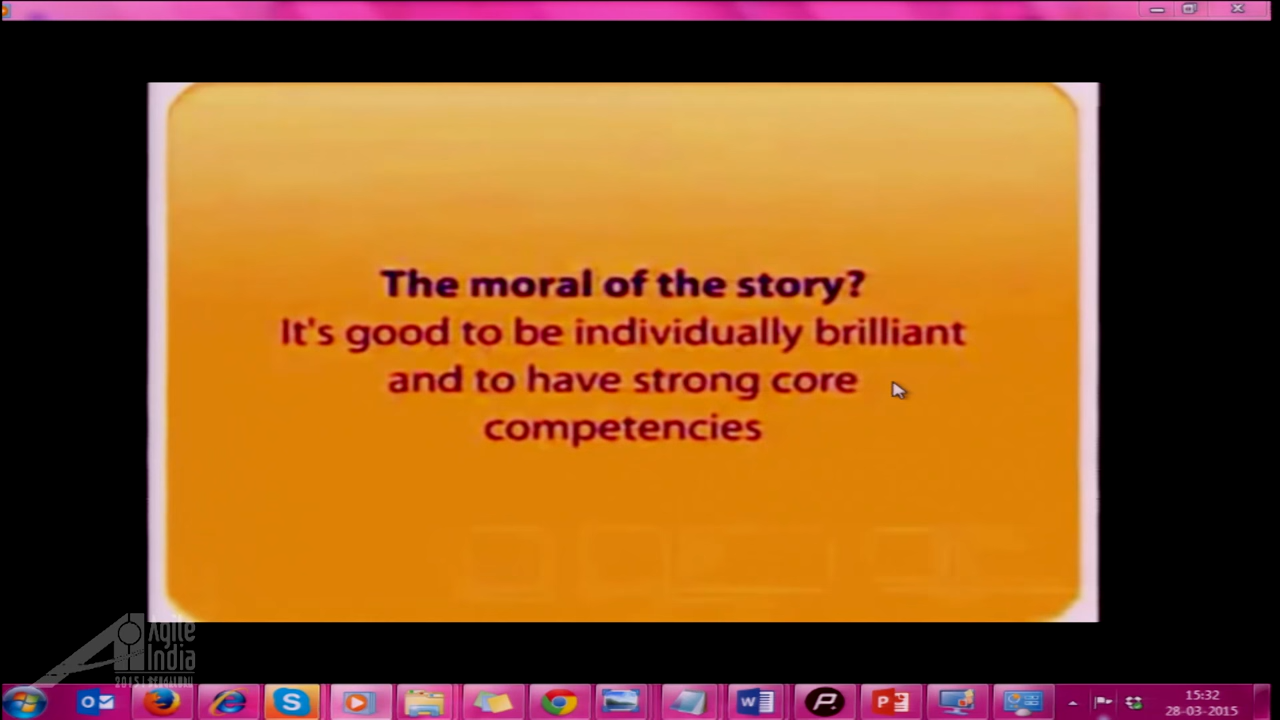 The moral of the story?
It's good to be individually brilliant
and to have strong core
competencies
Agile
India
15:32
28-03-2015